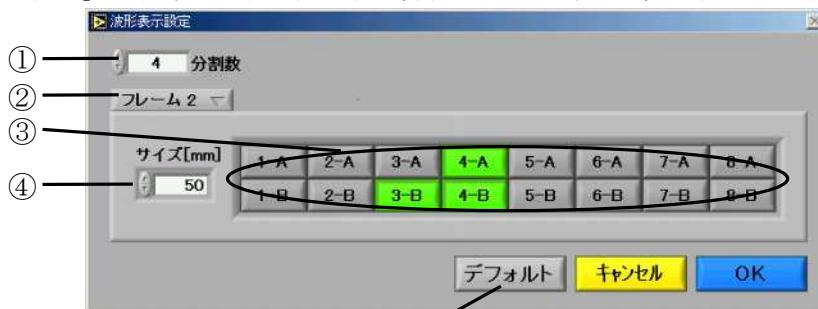 波形表示設定
① 4 分割数
② フレーム 2
③
サイズ[mm] 1-A 2-A 3-A 4-A 5-A 6-A 7-A 8-A
④ 50 1-B 2-B 3-B 4-B 5-B 6-B 7-B 8-B
デフォルト キャンセル OK